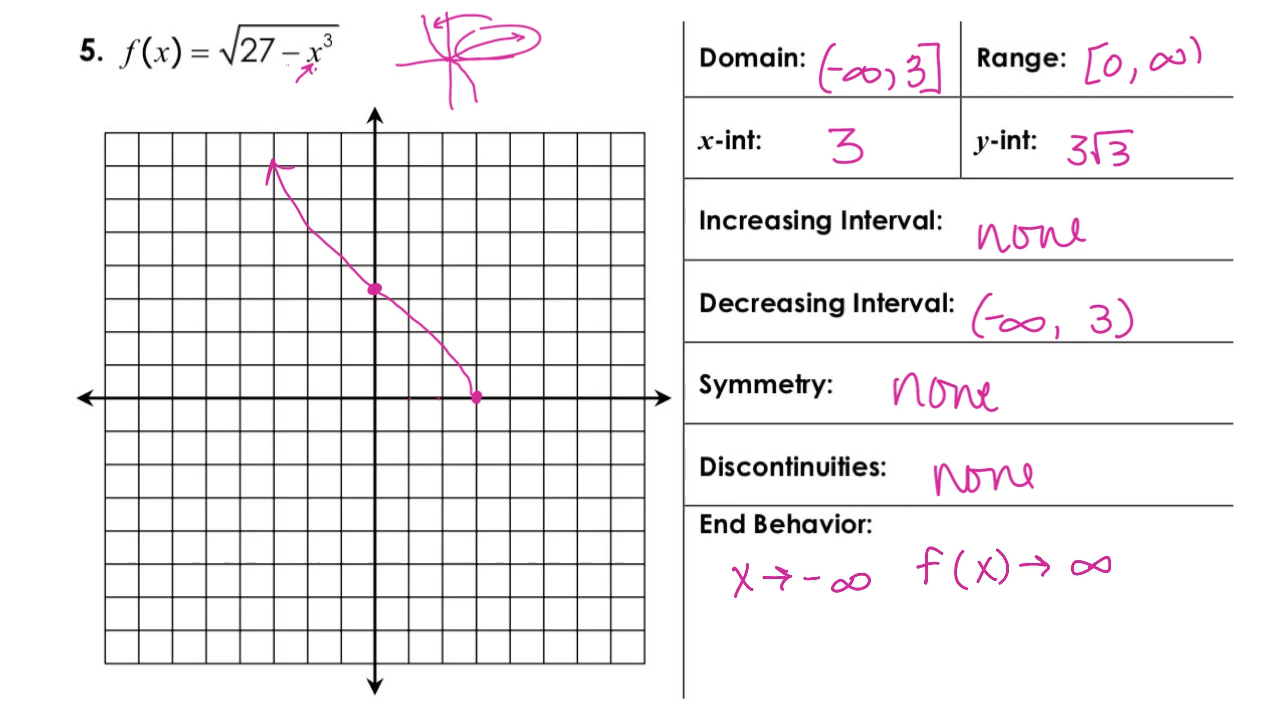 5. f(x) = √(27 − x³)
Domain: (-∞, 3]
Range: [0, ∞)
x-int: 3
y-int: 3√3
Increasing Interval: none
Decreasing Interval: (-∞, 3)
Symmetry: none
Discontinuities: none
End Behavior:
x → -∞ f(x) → ∞